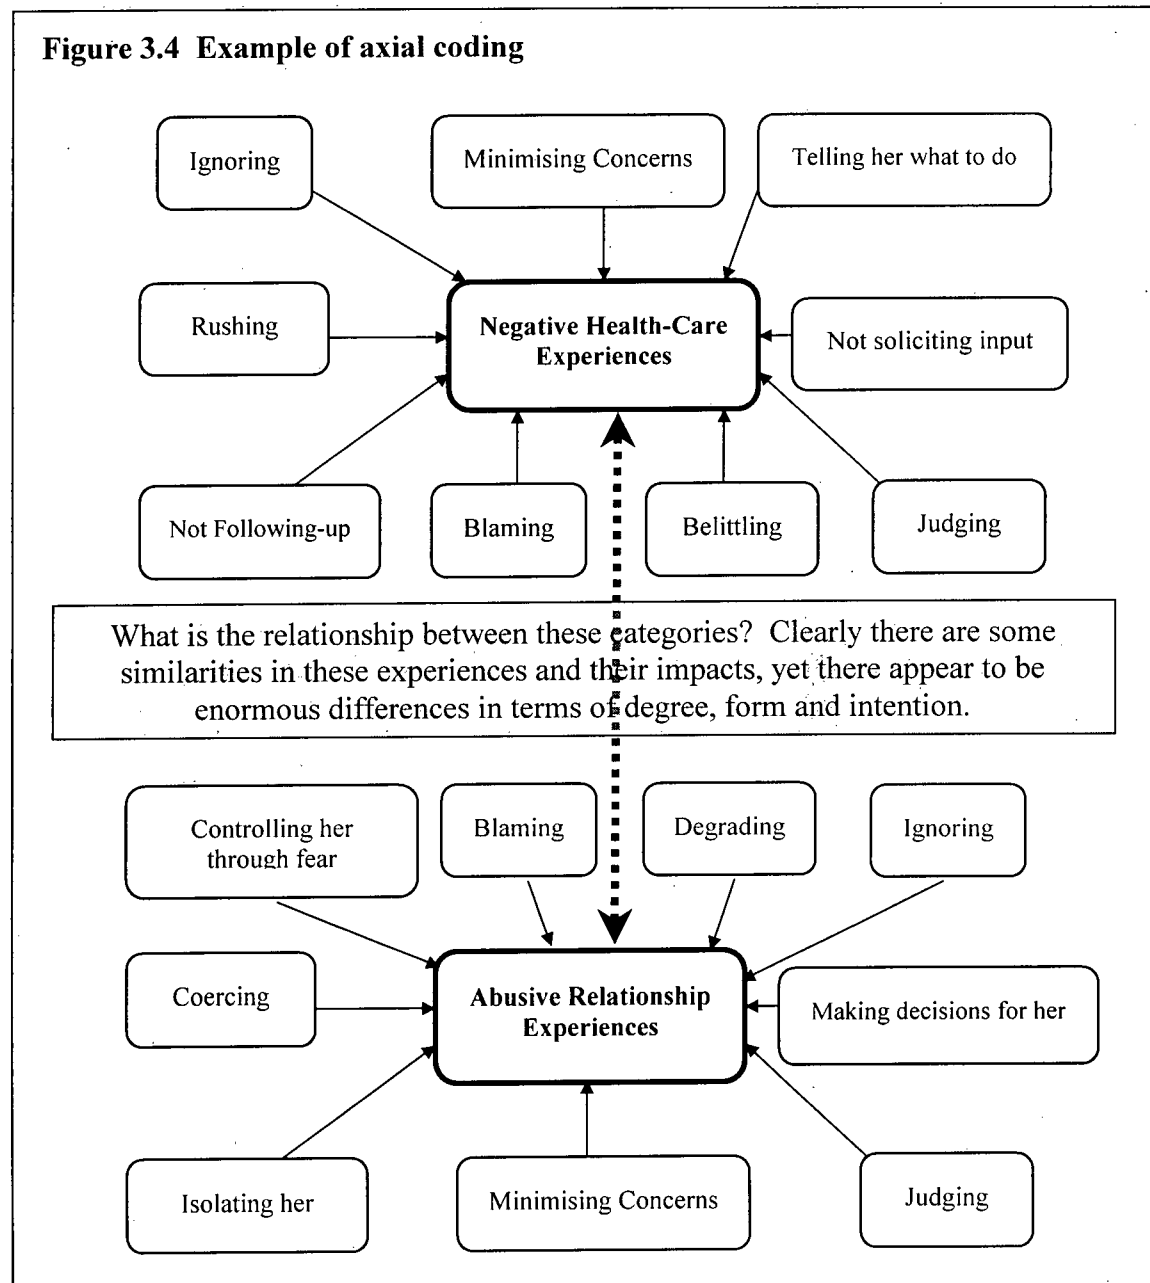 Figure 3.4 Example of axial coding
Ignoring
Minimising Concerns
Telling her what to do
Rushing
Negative Health-Care
Experiences
Not soliciting input
Not Following-up
Blaming
Belittling
Judging
What is the relationship between these categories? Clearly there are some
similarities in these experiences and their impacts, yet there appear to be
enormous differences in terms of degree, form and intention.
Controlling her
through fear
Blaming
Degrading
Ignoring
Coercing
Abusive Relationship
Experiences
Making decisions for her
Isolating her
Minimising Concerns
Judging